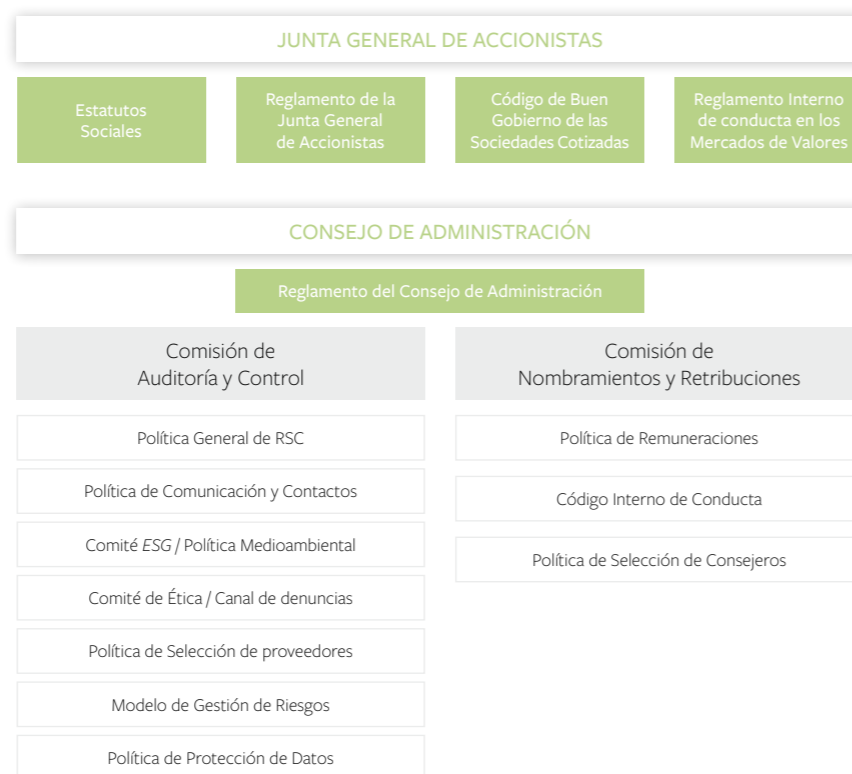 JUNTA GENERAL DE ACCIONISTAS
Estatutos
Sociales
Reglamento de la
Junta General
de Accionistas
Código de Buen
Gobierno de las
Sociedades Cotizadas
Reglamento Interno
de conducta en los
Mercados de Valores
CONSEJO DE ADMINISTRACIÓN
Reglamento del Consejo de Administración
Comisión de
Auditoría y Control
Política General de RSC
Política de Comunicación y Contactos
Comité ESG / Política Medioambiental
Comité de Ética / Canal de denuncias
Política de Selección de proveedores
Modelo de Gestión de Riesgos
Política de Protección de Datos
Comisión de
Nombramientos y Retribuciones
Política de Remuneraciones
Código Interno de Conducta
Política de Selección de Consejeros